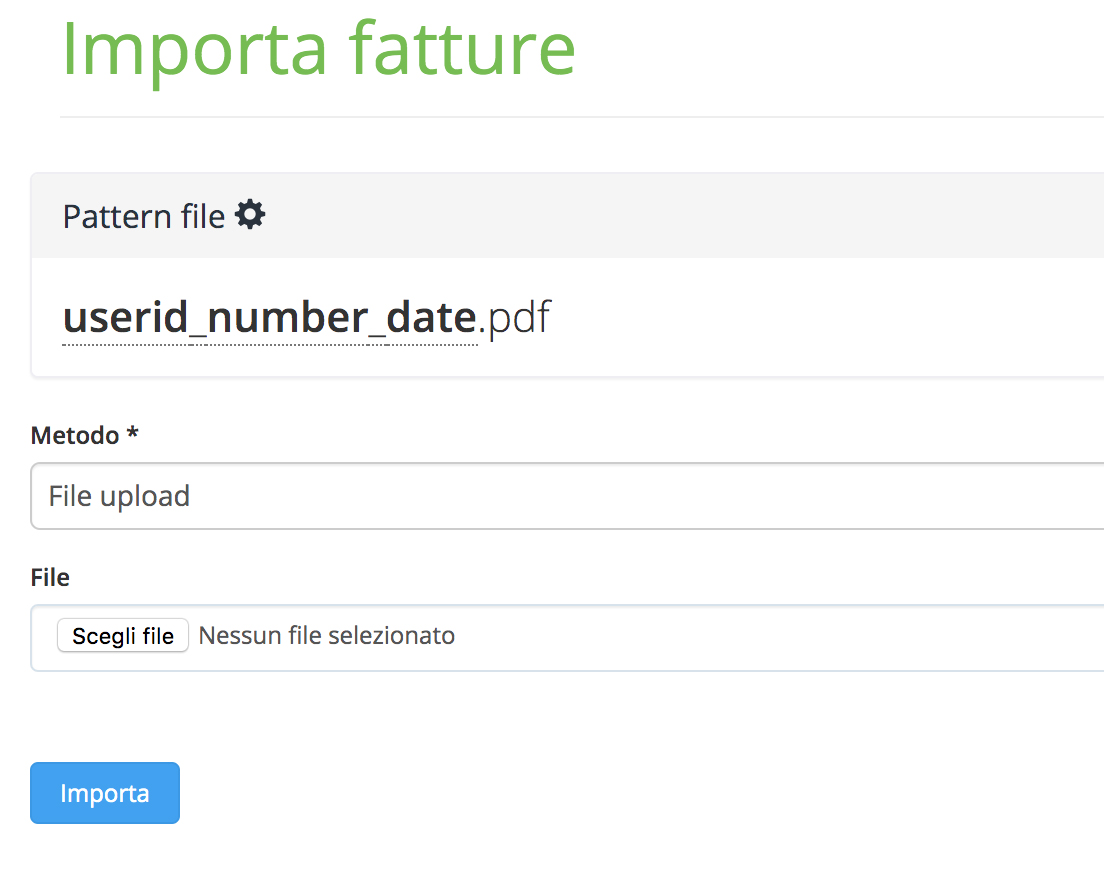 Importa fatture
Pattern file
userid_number_date.pdf
Metodo *
File upload
File
Scegli file Nessun file selezionato
Importa